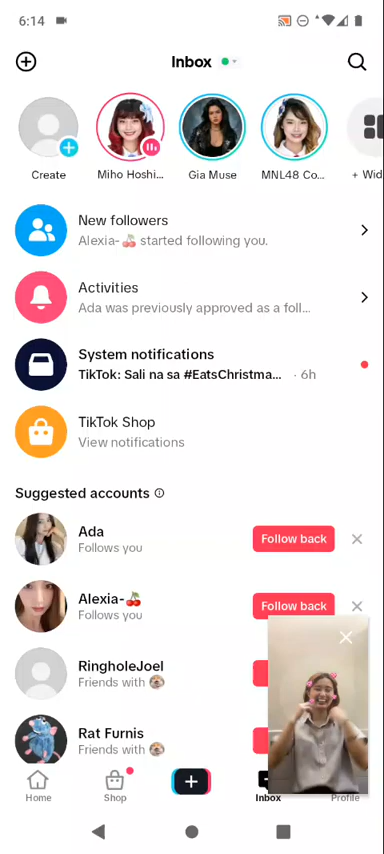 6:14
Inbox
Create
Miho Hoshi...
Gia Muse
MNL48 Co...
+ Wid
New followers
Alexia-🍒 started following you.
Activities
Ada was previously approved as a foll...
System notifications
TikTok: Sali na sa #EatsChristma... · 6h
TikTok Shop
View notifications
Suggested accounts
Ada
Follows you
Follow back
Alexia-🍒
Follows you
Follow back
RingholeJoel
Friends with
Rat Furnis
Friends with
Home
Shop
Inbox
Profile